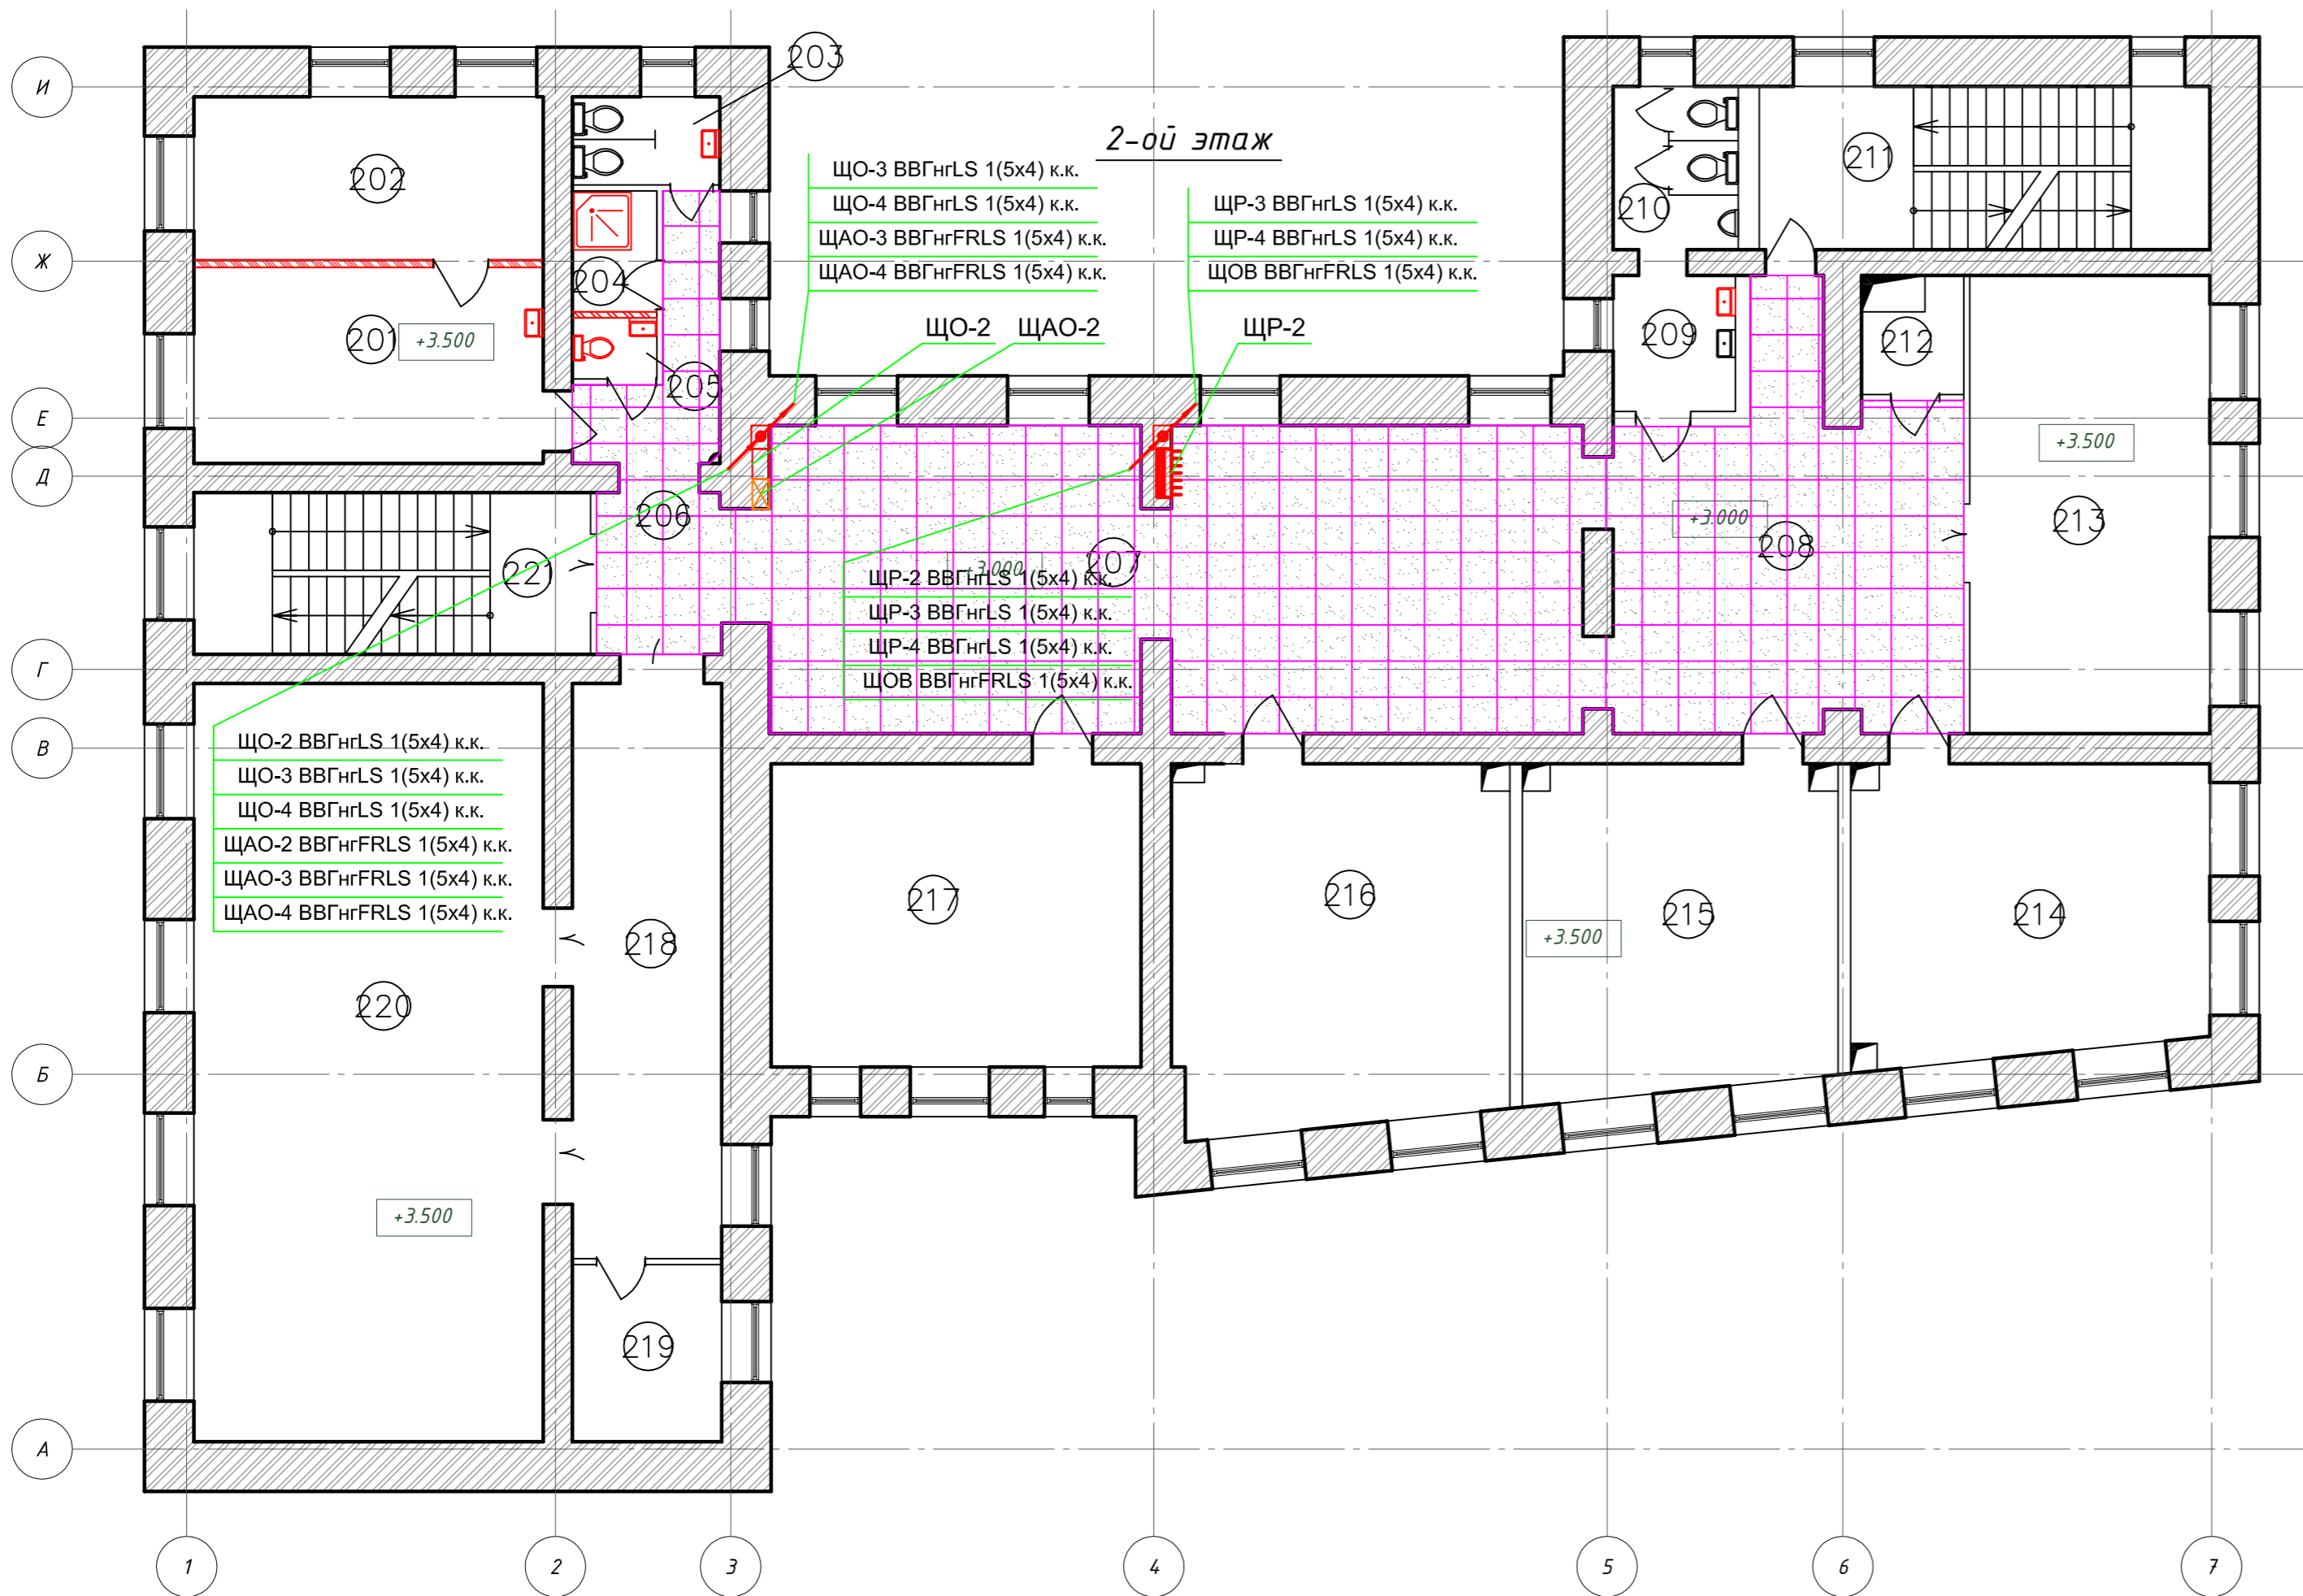 2-ой этаж
203
202
ЩО-3 ВВГнгLS 1(5х4) к.к.
ЩО-4 ВВГнгLS 1(5х4) к.к.
ЩАО-3 ВВГнгFRLS 1(5х4) к.к.
ЩАО-4 ВВГнгFRLS 1(5х4) к.к.
ЩР-3 ВВГнгLS 1(5х4) к.к.
ЩР-4 ВВГнгLS 1(5х4) к.к.
ЩОВ ВВГнгFRLS 1(5х4) к.к.
211
210
204
201
+3.500
205
ЩО-2
ЩАО-2
ЩР-2
209
212
+3.500
213
206
221
+3.000
207
+3.000
208
ЩР-2 ВВГнгLS 1(5х4) к.к.
ЩР-3 ВВГнгLS 1(5х4) к.к.
ЩР-4 ВВГнгLS 1(5х4) к.к.
ЩОВ ВВГнгFRLS 1(5х4) к.к.
ЩО-2 ВВГнгLS 1(5х4) к.к.
ЩО-3 ВВГнгLS 1(5х4) к.к.
ЩО-4 ВВГнгLS 1(5х4) к.к.
ЩАО-2 ВВГнгFRLS 1(5х4) к.к.
ЩАО-3 ВВГнгFRLS 1(5х4) к.к.
ЩАО-4 ВВГнгFRLS 1(5х4) к.к.
217
216
215
214
+3.500
218
220
+3.500
219
И
Ж
Е
Д
Г
В
Б
А
1
2
3
4
5
6
7